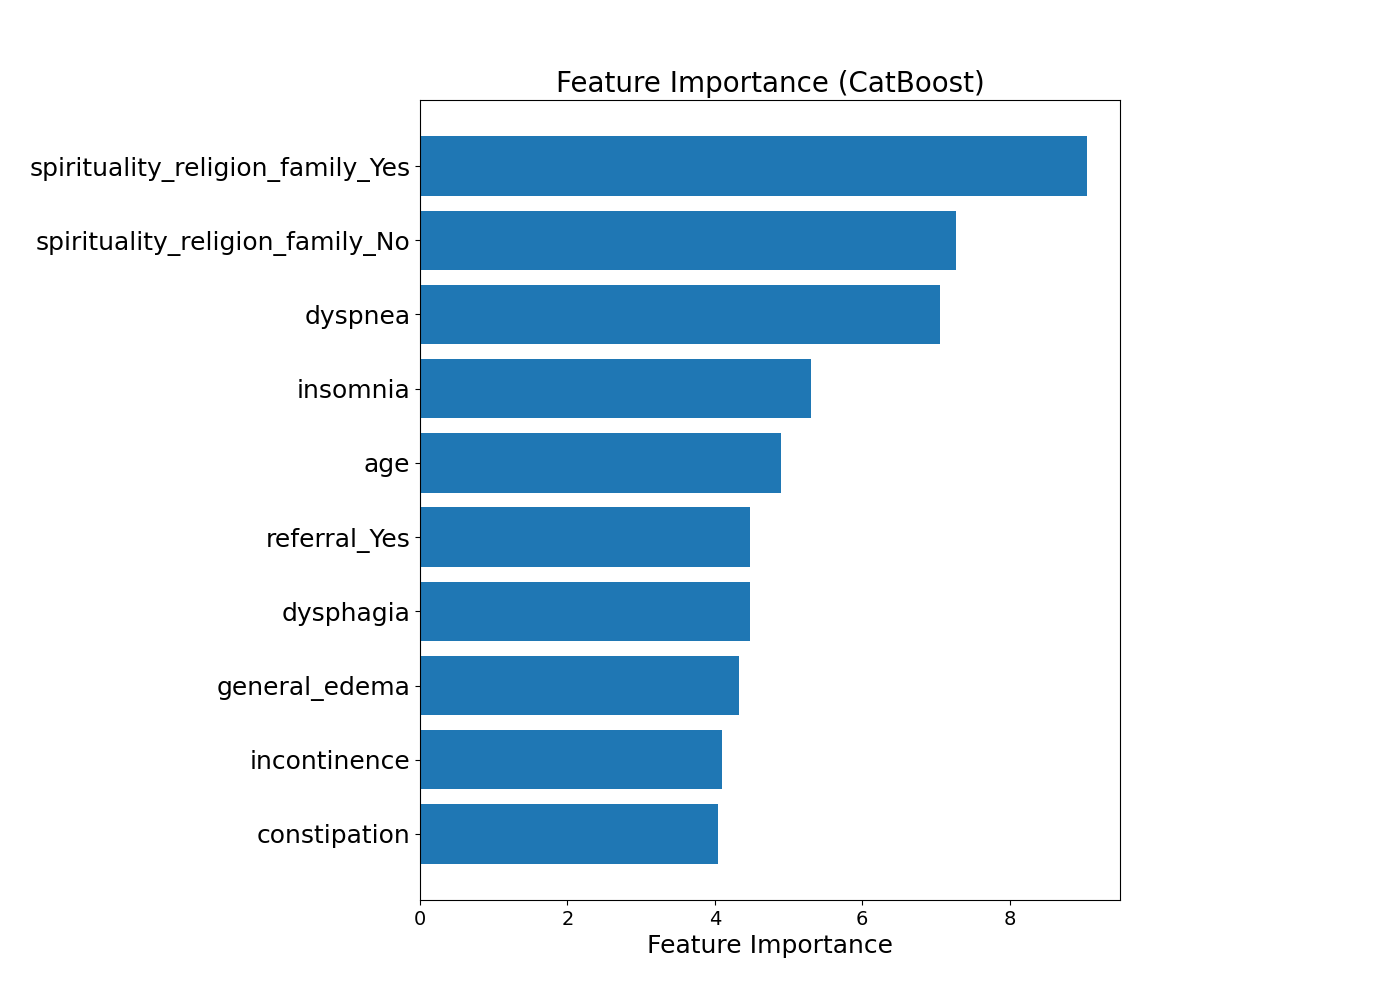 Feature Importance (CatBoost)
spirituality_religion_family_Yes
spirituality_religion_family_No
dyspnea
insomnia
age
referral_Yes
dysphagia
general_edema
incontinence
constipation
0 2 4 6 8
Feature Importance